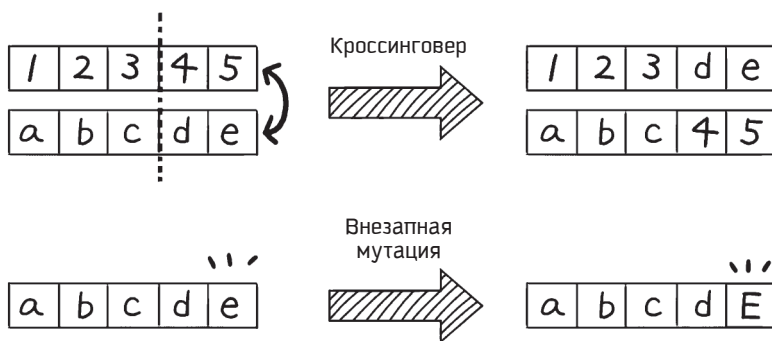 1 2 3 4 5
Кроссинговер
1 2 3 d e
a b c d e
a b c 4 5
Внезапная
мутация
a b c d e
a b c d E